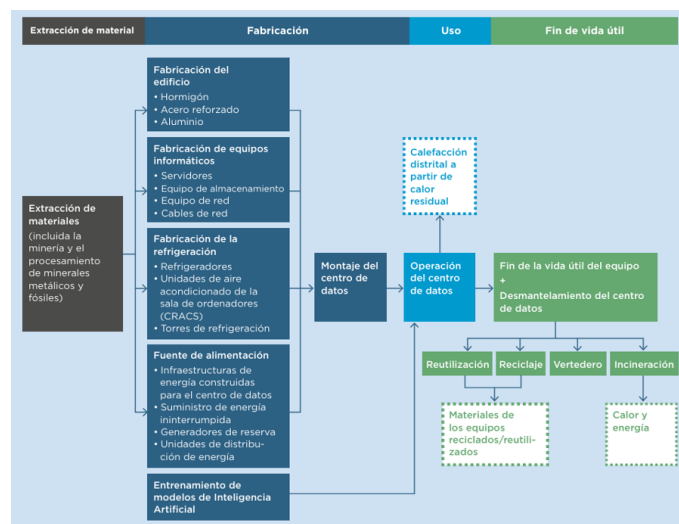 Extracción de material
Fabricación
Uso
Fin de vida útil
Fabricación del
edificio
• Hormigón
• Acero reforzado
• Aluminio
Fabricación de equipos
informáticos
• Servidores
• Equipo de almacenamiento
• Equipo de red
• Cables de red
Calefacción
distrital a
partir de
calor
residual
Extracción de
materiales
(incluida la
minería y el
procesamiento
de minerales
metálicos y
fósiles)
Fabricación de la
refrigeración
• Refrigeradores
• Unidades de aire
acondicionado de la
sala de ordenadores
(CRACS)
• Torres de refrigeración
Montaje del
centro de
datos
Operación
del centro
de datos
Fin de la vida útil del equipo
+
Desmantelamiento del centro
de datos
Fuente de alimentación
• Infraestructuras de
energía construidas
para el centro de datos
• Suministro de energía
ininterrumpida
• Generadores de reserva
• Unidades de distribu-
ción de energía
Reutilización
Reciclaje
Vertedero
Incineración
Materiales de
los equipos
reciclados/reutili-
zados
Calor y
energía
Entrenamiento de
modelos de Inteligencia
Artificial